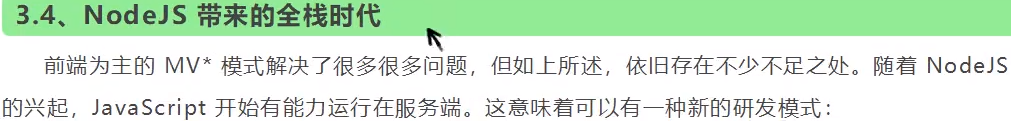 3.4、NodeJS 带来的全栈时代
前端为主的 MV* 模式解决了很多很多问题，但如上所述，依旧存在不少不足之处。随着 NodeJS
的兴起，JavaScript 开始有能力运行在服务端。这意味着可以有一种新的研发模式：